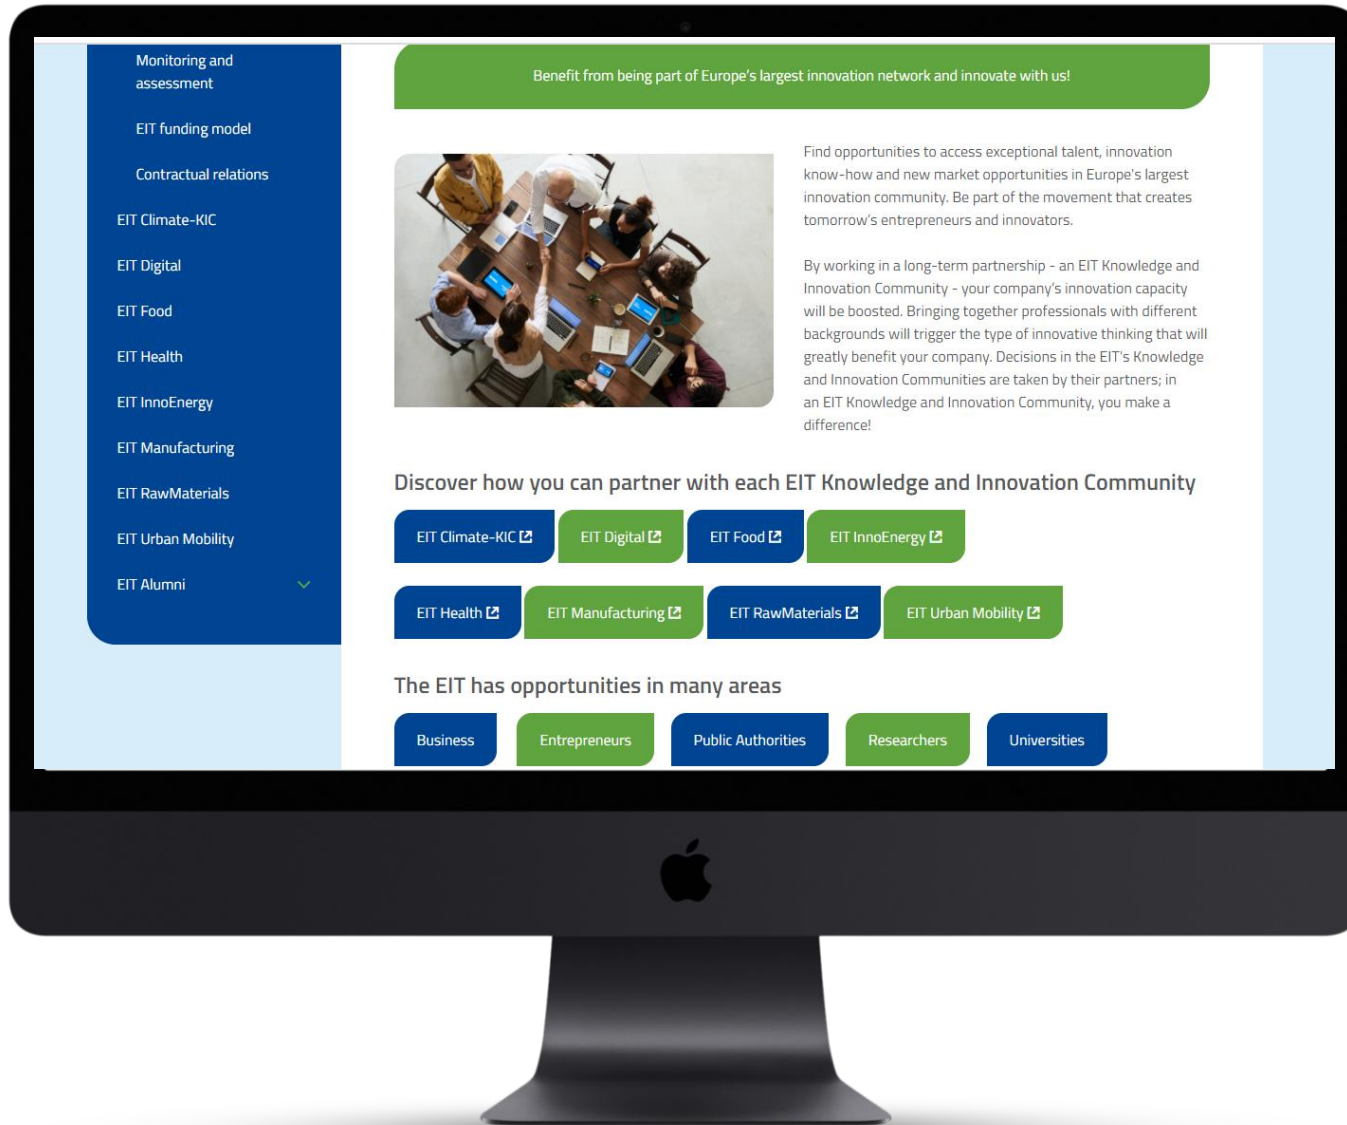 Monitoring and
assessment
EIT funding model
Contractual relations
EIT Climate-KIC
EIT Digital
EIT Food
EIT Health
EIT InnoEnergy
EIT Manufacturing
EIT RawMaterials
EIT Urban Mobility
EIT Alumni
Benefit from being part of Europe's largest innovation network and innovate with us!
Find opportunities to access exceptional talent, innovation
know-how and new market opportunities in Europe's largest
innovation community. Be part of the movement that creates
tomorrow's entrepreneurs and innovators.
By working in a long-term partnership - an EIT Knowledge and
Innovation Community - your company's innovation capacity
will be boosted. Bringing together professionals with different
backgrounds will trigger the type of innovative thinking that will
greatly benefit your company. Decisions in the EIT's Knowledge
and Innovation Communities are taken by their partners; in
an EIT Knowledge and Innovation Community, you make a
difference!
Discover how you can partner with each EIT Knowledge and Innovation Community
EIT Climate-KIC EIT Digital EIT Food EIT InnoEnergy
EIT Health EIT Manufacturing EIT RawMaterials EIT Urban Mobility
The EIT has opportunities in many areas
Business Entrepreneurs Public Authorities Researchers Universities